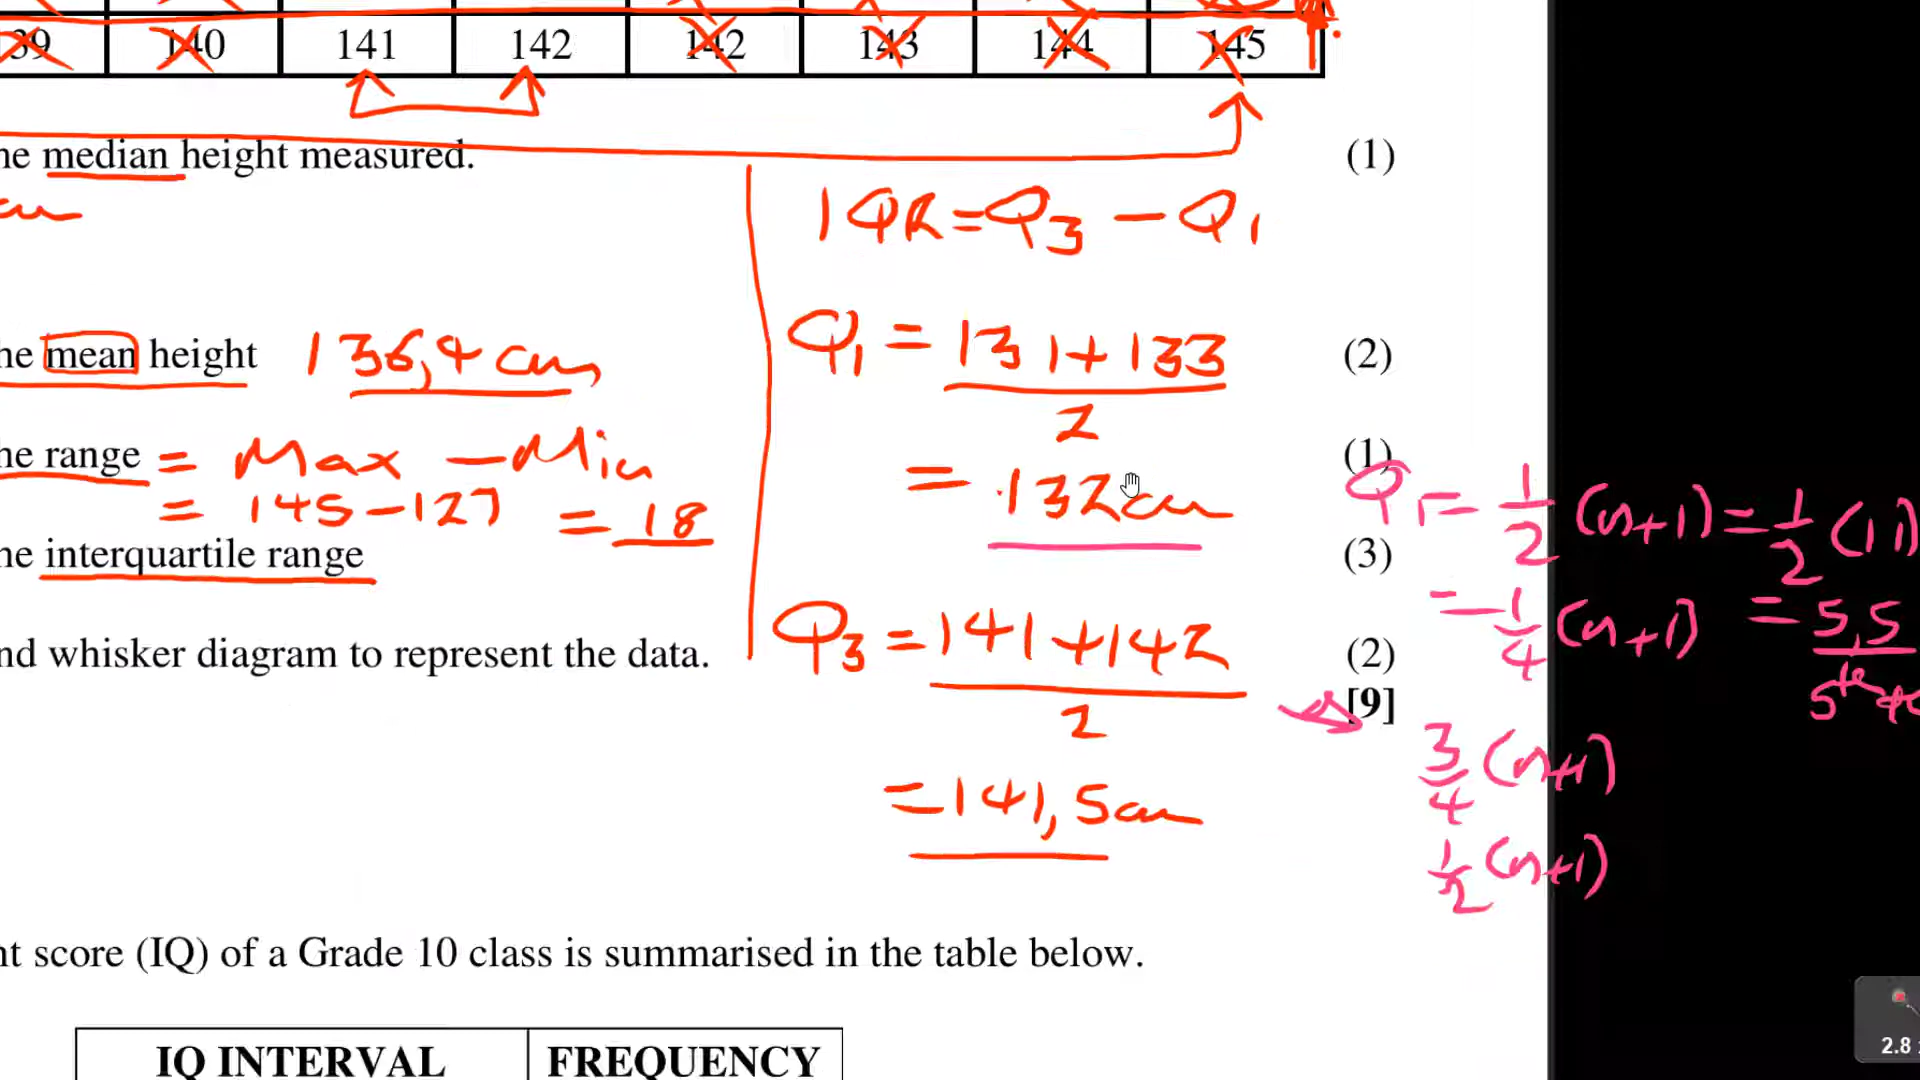 39 140 141 142 142 143 144 145
he median height measured. (1)
cm
IQR = Q3 - Q1
he mean height 136,4 cm (2)
Q1 = 131 + 133
2
he range = Max - Min (1)
= 145 - 127 = 18
= 132cm
he interquartile range (3)
nd whisker diagram to represent the data. (2)
[9]
Q3 = 141 + 142
2
= 141,5cm
Q1 = 1/2 (n+1) = 1/2 (11)
= 1/4 (n+1) = 5,5
5th
3/4 (n+1)
1/2 (n+1)
nt score (IQ) of a Grade 10 class is summarised in the table below.
IQ INTERVAL FREQUENCY
2.8